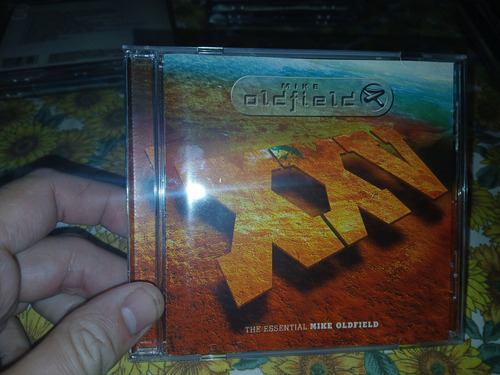 MIKE
oldfield
XXV
THE ESSENTIAL MIKE OLDFIELD